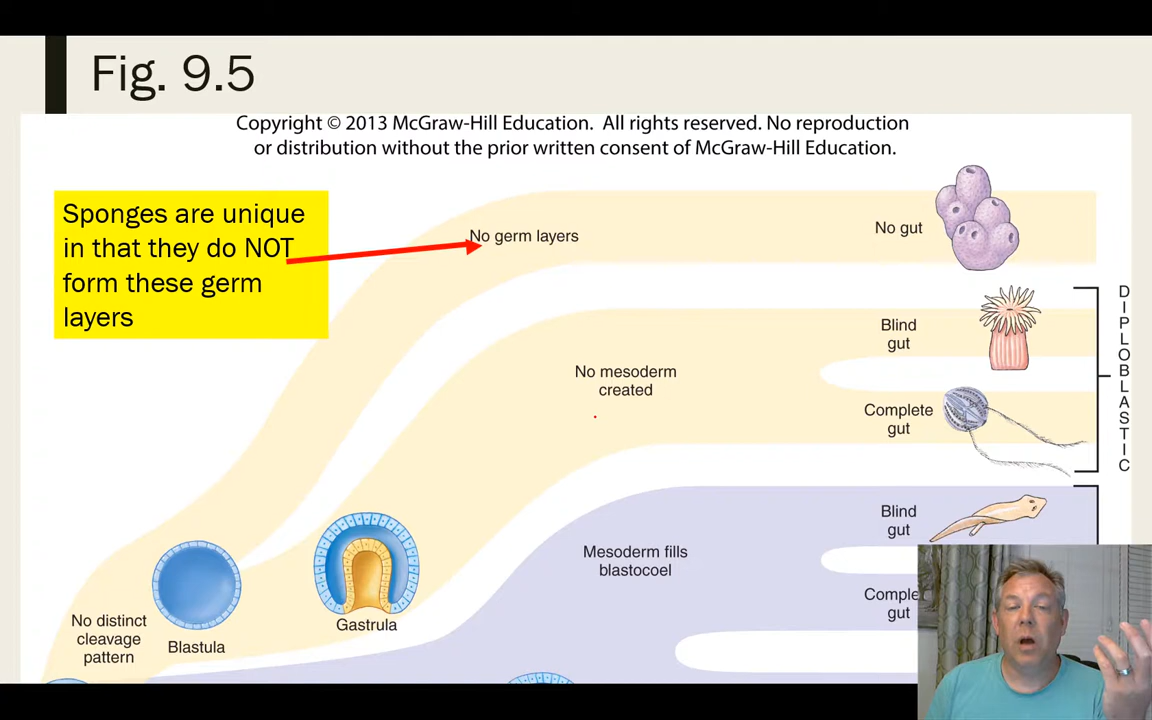 Fig. 9.5
Copyright © 2013 McGraw-Hill Education. All rights reserved. No reproduction
or distribution without the prior written consent of McGraw-Hill Education.
Sponges are unique
in that they do NOT
form these germ
layers
No germ layers
No gut
Blind
gut
No mesoderm
created
Complete
gut
DIPLOBLASTIC
Blind
gut
Mesoderm fills
blastocoel
Comple
gut
No distinct
cleavage
pattern
Blastula
Gastrula